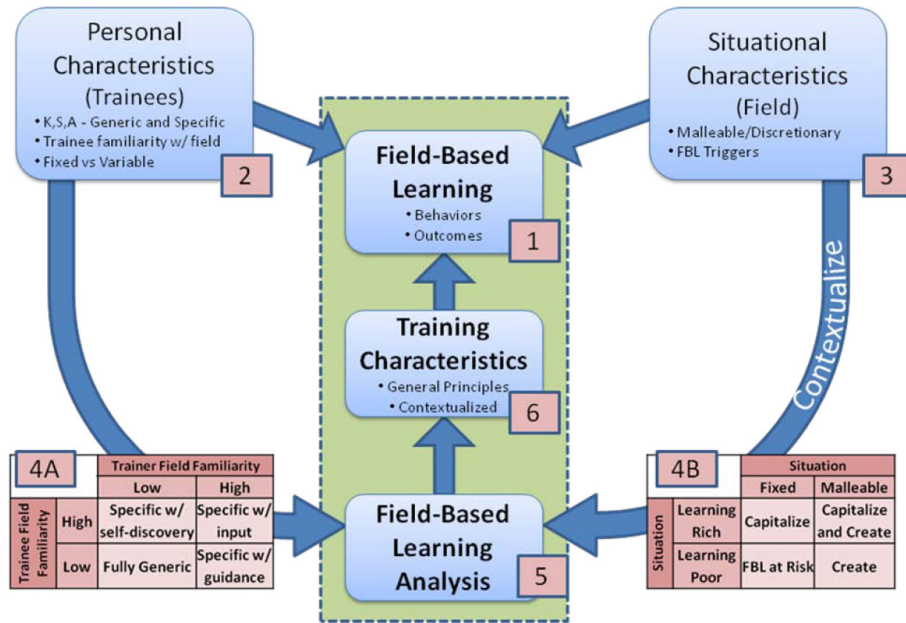 Personal
Characteristics
(Trainees)
• K,S,A - Generic and Specific
• Trainee familiarity w/ field
• Fixed vs Variable
2
Situational
Characteristics
(Field)
• Malleable/Discretionary
• FBL Triggers
3
Field-Based
Learning
• Behaviors
• Outcomes
1
Training
Characteristics
• General Principles
• Contextualized
6
Contextualize
4A
Trainer Field Familiarity
Low High
Trainee Field
Familiarity
High
Specific w/
self-discovery
Specific w/
input
Low
Fully Generic
Specific w/
guidance
Field-Based
Learning
Analysis
5
4B
Situation
Fixed Malleable
Situation
Learning
Rich
Capitalize
Capitalize
and Create
Learning
Poor
FBL at Risk
Create